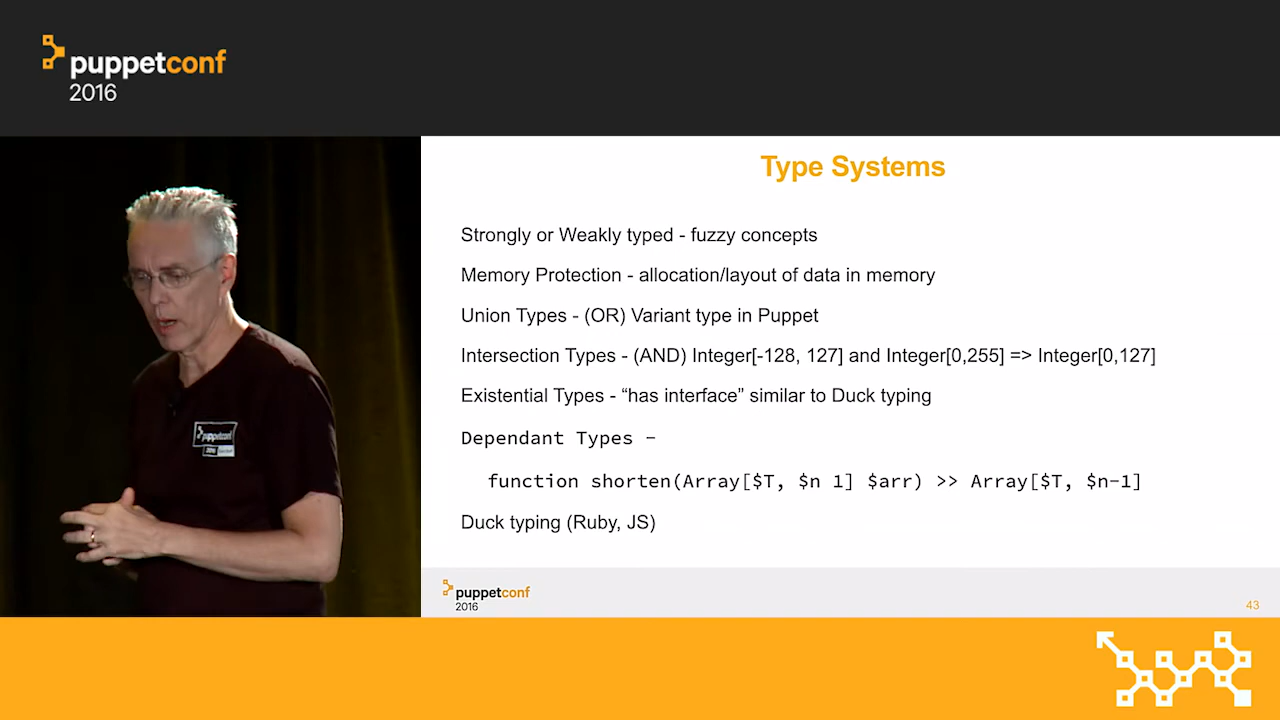 puppetconf
2016
Type Systems
Strongly or Weakly typed - fuzzy concepts
Memory Protection - allocation/layout of data in memory
Union Types - (OR) Variant type in Puppet
Intersection Types - (AND) Integer[-128, 127] and Integer[0,255] => Integer[0,127]
Existential Types - “has interface” similar to Duck typing
Dependant Types -
function shorten(Array[$T, $n 1] $arr) >> Array[$T, $n-1]
Duck typing (Ruby, JS)
puppetconf
2016
43
puppetconf
2016